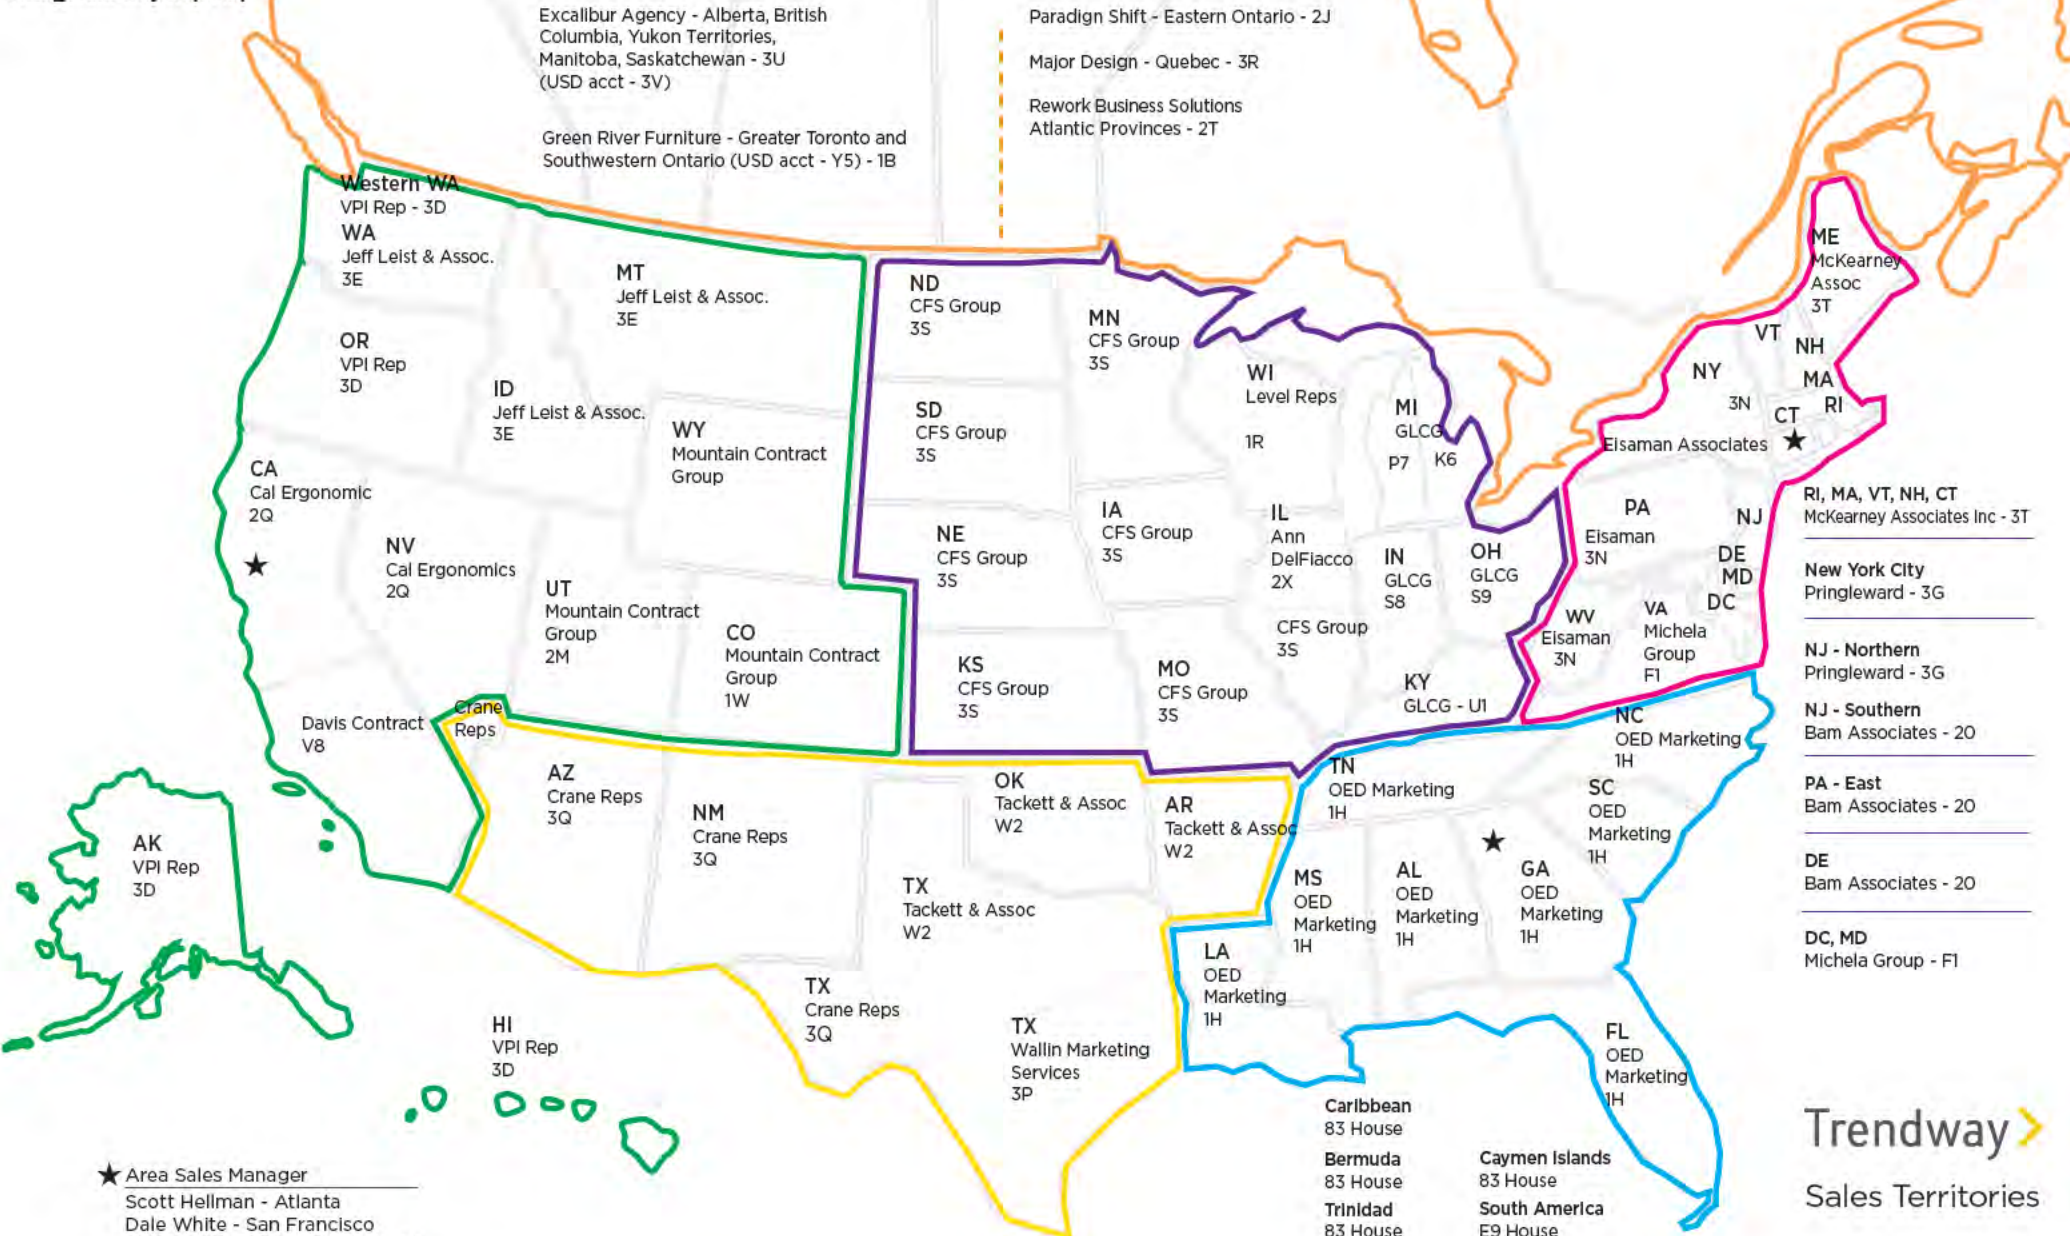 Excalibur Agency - Alberta, British
Columbia, Yukon Territories,
Manitoba, Saskatchewan - 3U
(USD acct - 3V)
Green River Furniture - Greater Toronto and
Southwestern Ontario (USD acct - Y5) - 1B
Paradign Shift - Eastern Ontario - 2J
Major Design - Quebec - 3R
Rework Business Solutions
Atlantic Provinces - 2T
Western WA
VPI Rep - 3D
WA
Jeff Leist & Assoc.
3E
OR
VPI Rep
3D
MT
Jeff Leist & Assoc.
3E
ID
Jeff Leist & Assoc.
3E
WY
Mountain Contract
Group
CA
Cal Ergonomic
2Q
NV
Cal Ergonomics
2Q
UT
Mountain Contract
Group
2M
CO
Mountain Contract
Group
1W
Davis Contract
V8
Crane
Reps
ND
CFS Group
3S
SD
CFS Group
3S
NE
CFS Group
3S
KS
CFS Group
3S
MN
CFS Group
3S
IA
CFS Group
3S
MO
CFS Group
3S
WI
Level Reps
1R
MI
GLCG
P7
K6
IL
Ann
DelFiacco
2X
CFS Group
3S
IN
GLCG
S8
OH
GLCG
S9
KY
GLCG - U1
ME
McKearney
Assoc
3T
VT
NH
NY
MA
3N
RI
CT
Eisaman Associates
PA
Eisaman
3N
NJ
DE
MD
DC
WV
Eisaman
3N
VA
Michela
Group
F1
RI, MA, VT, NH, CT
McKearney Associates Inc - 3T
New York City
Pringleward - 3G
NJ - Northern
Pringleward - 3G
NJ - Southern
Bam Associates - 20
PA - East
Bam Associates - 20
DE
Bam Associates - 20
DC, MD
Michela Group - F1
AZ
Crane Reps
3Q
NM
Crane Reps
3Q
OK
Tackett & Assoc
W2
AR
Tackett & Assoc
W2
TX
Tackett & Assoc
W2
TX
Crane Reps
3Q
TX
Wallin Marketing
Services
3P
NC
OED Marketing
1H
TN
OED Marketing
1H
SC
OED
Marketing
1H
MS
OED
Marketing
1H
AL
OED
Marketing
1H
GA
OED
Marketing
1H
LA
OED
Marketing
1H
FL
OED
Marketing
1H
AK
VPI Rep
3D
HI
VPI Rep
3D
★ Area Sales Manager
Scott Hellman - Atlanta
Dale White - San Francisco
Caribbean
83 House
Bermuda
83 House
Trinidad
83 House
Caymen Islands
83 House
South America
E9 House
Trendway
Sales Territories